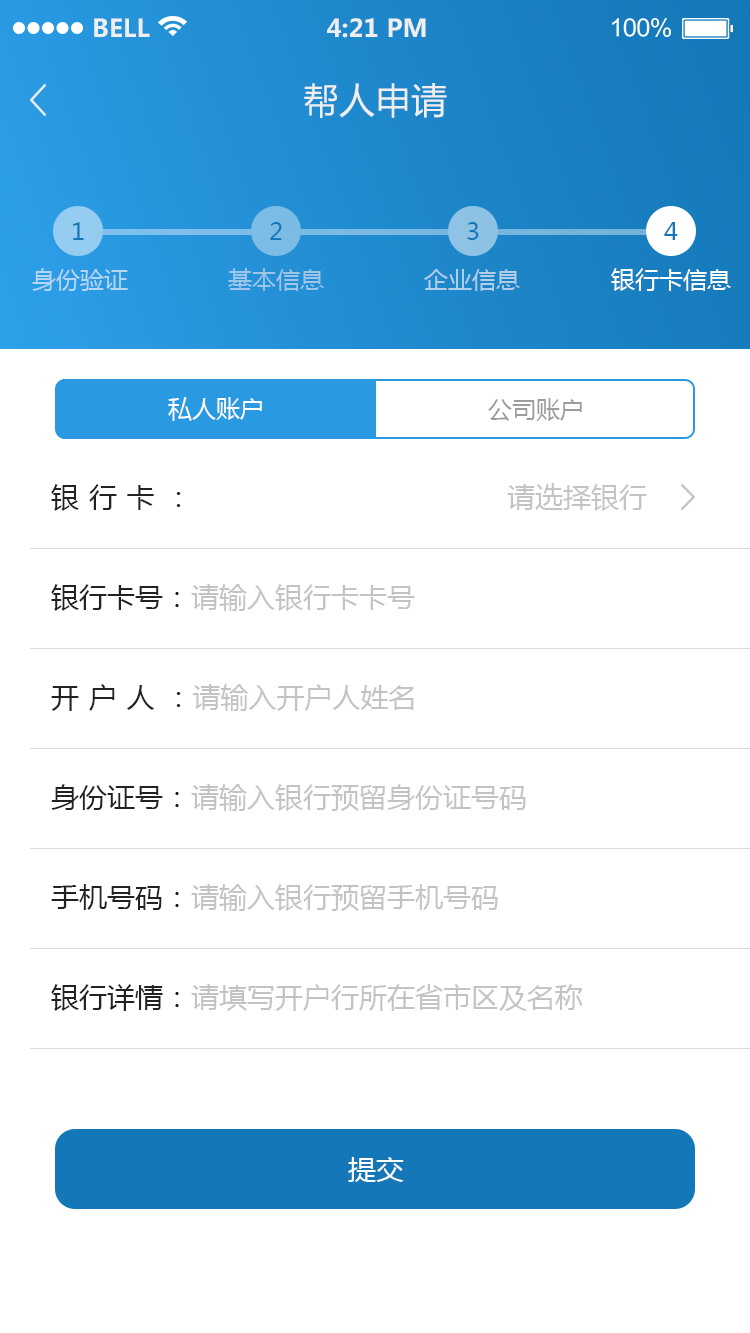 BELL 4:21 PM 100%
帮人申请
1 2 3 4
身份验证 基本信息 企业信息 银行卡信息
私人账户 公司账户
银 行 卡 : 请选择银行
银行卡号 : 请输入银行卡卡号
开 户 人 : 请输入开户人姓名
身份证号 : 请输入银行预留身份证号码
手机号码 : 请输入银行预留手机号码
银行详情 : 请填写开户行所在省市区及名称
提交